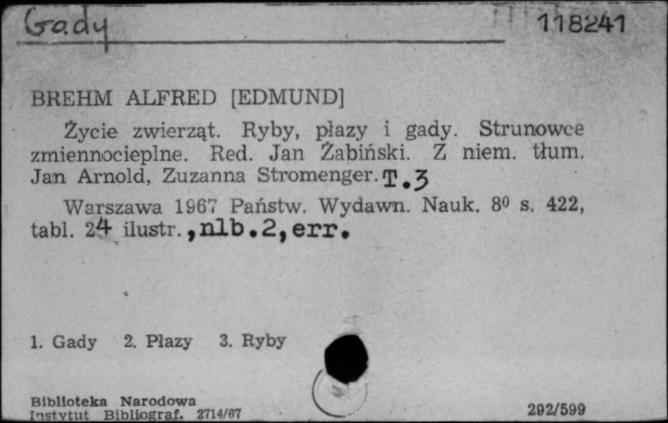 Gady
118241
BREHM ALFRED [EDMUND]
Życie zwierząt. Ryby, płazy i gady. Strunowce
zmiennocieplne. Red. Jan Żabiński. Z niem. tłum.
Jan Arnold, Zuzanna Stromenger. T.3
Warszawa 1967 Państw. Wydawn. Nauk. 8⁰ s. 422,
tabl. 24 ilustr., nlb.2, err.
1. Gady 2. Płazy 3. Ryby
Biblioteka Narodowa
Instytut Bibliograf. 2714/67
292/599